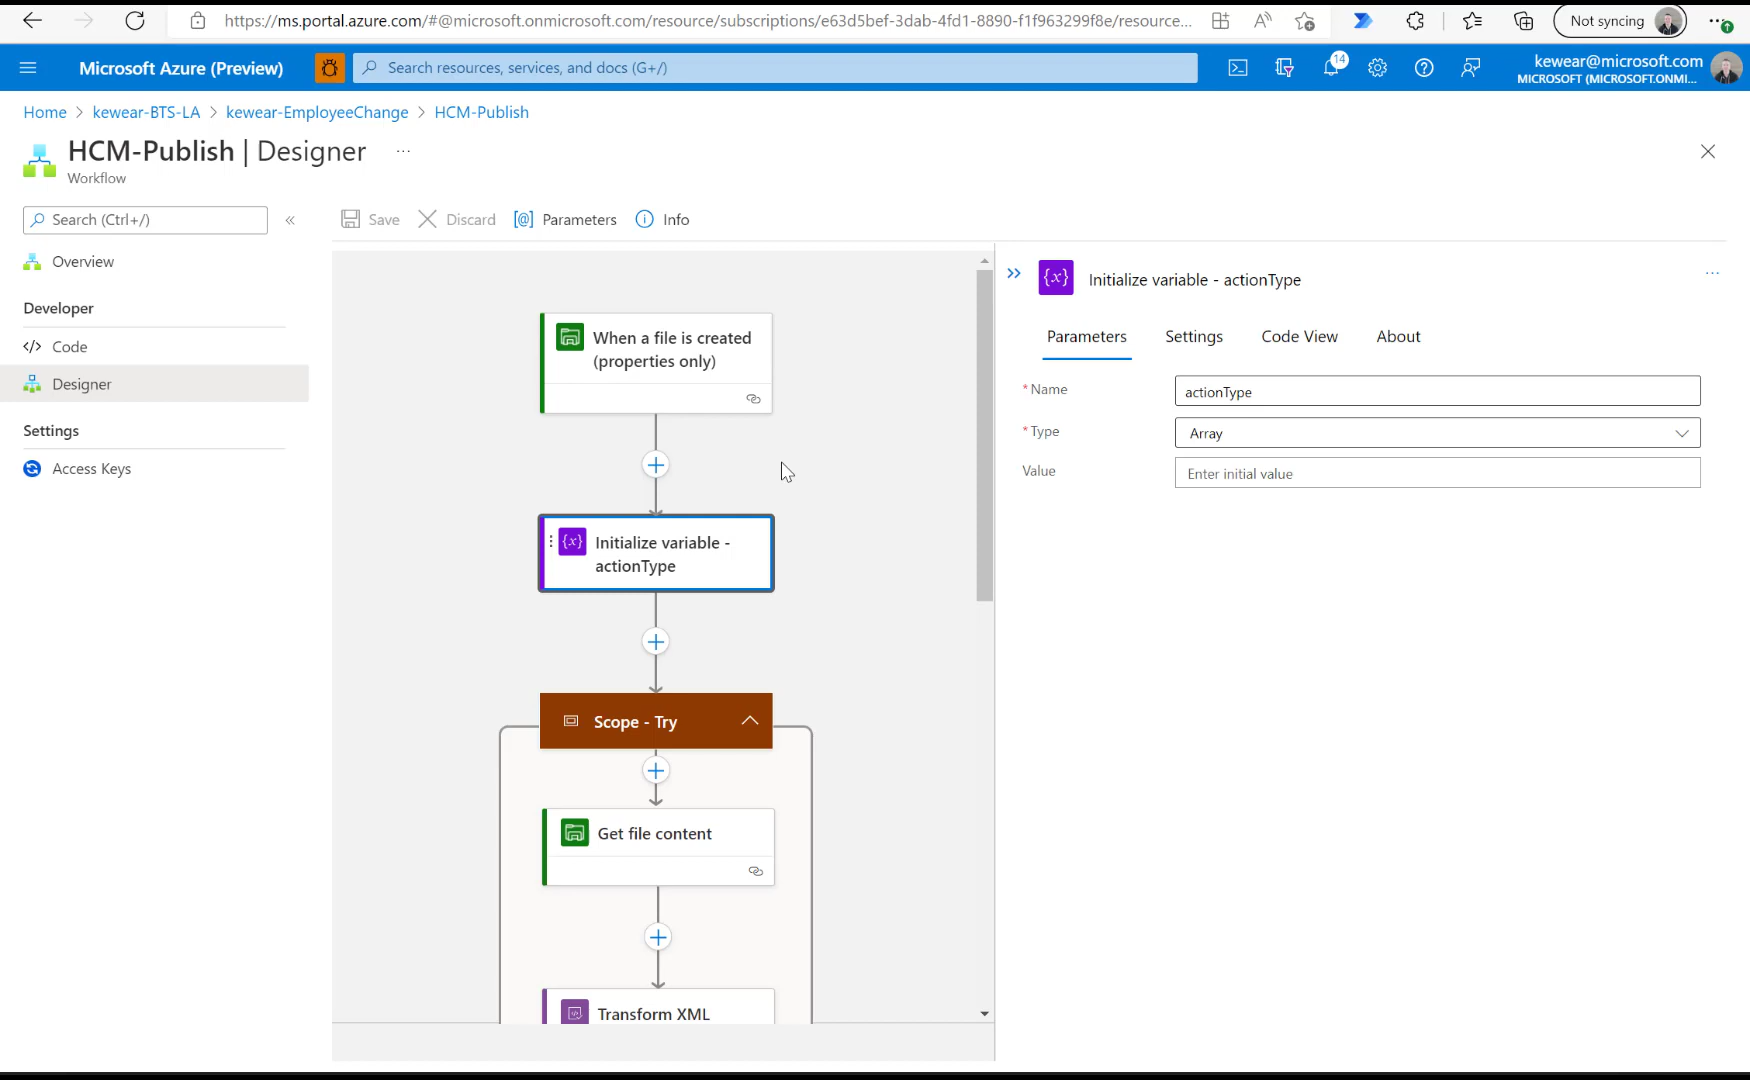 https://ms.portal.azure.com/#@microsoft.onmicrosoft.com/resource/subscriptions/e63d5bef-3dab-4fd1-8890-f1f963299f8e/resource...
Not syncing
Microsoft Azure (Preview)
Search resources, services, and docs (G+/)
14
kewear@microsoft.com
MICROSOFT (MICROSOFT.ONMI...
Home > kewear-BTS-LA > kewear-EmployeeChange > HCM-Publish
HCM-Publish | Designer ...
Workflow
Search (Ctrl+/)
«
Save
Discard
[@] Parameters
Info
Overview
Developer
</> Code
Designer
Settings
Access Keys
When a file is created
(properties only)
{x} Initialize variable -
actionType
Scope - Try
Get file content
Transform XML
{x} Initialize variable - actionType
...
Parameters
Settings
Code View
About
* Name
actionType
* Type
Array
Value
Enter initial value